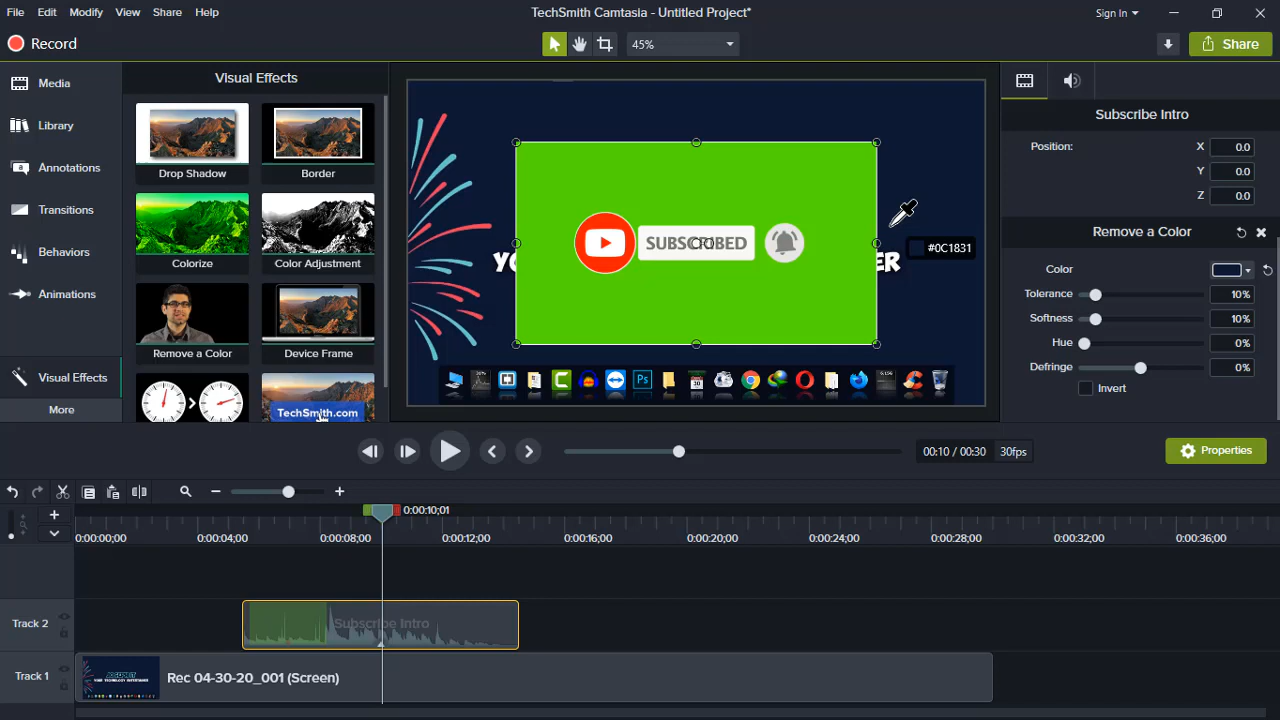 File Edit Modify View Share Help
TechSmith Camtasia - Untitled Project*
Sign In
Record
45%
Share
Media
Library
Annotations
Transitions
Behaviors
Animations
Visual Effects
More
Visual Effects
Drop Shadow
Border
Colorize
Color Adjustment
Remove a Color
Device Frame
TechSmith.com
SUBSCRIBED
YO
ER
#0C1831
Subscribe Intro
Position:
X 0.0
Y 0.0
Z 0.0
Remove a Color
Color
Tolerance 10%
Softness 10%
Hue 0%
Defringe 0%
Invert
00:10 / 00:30 30fps
Properties
0:00:10;01
0:00:00;00 0:00:04;00 0:00:08;00 0:00:12;00 0:00:16;00 0:00:20;00 0:00:24;00 0:00:28;00 0:00:32;00 0:00:36;00
Track 2
Subscribe Intro
Track 1
Rec 04-30-20_001 (Screen)